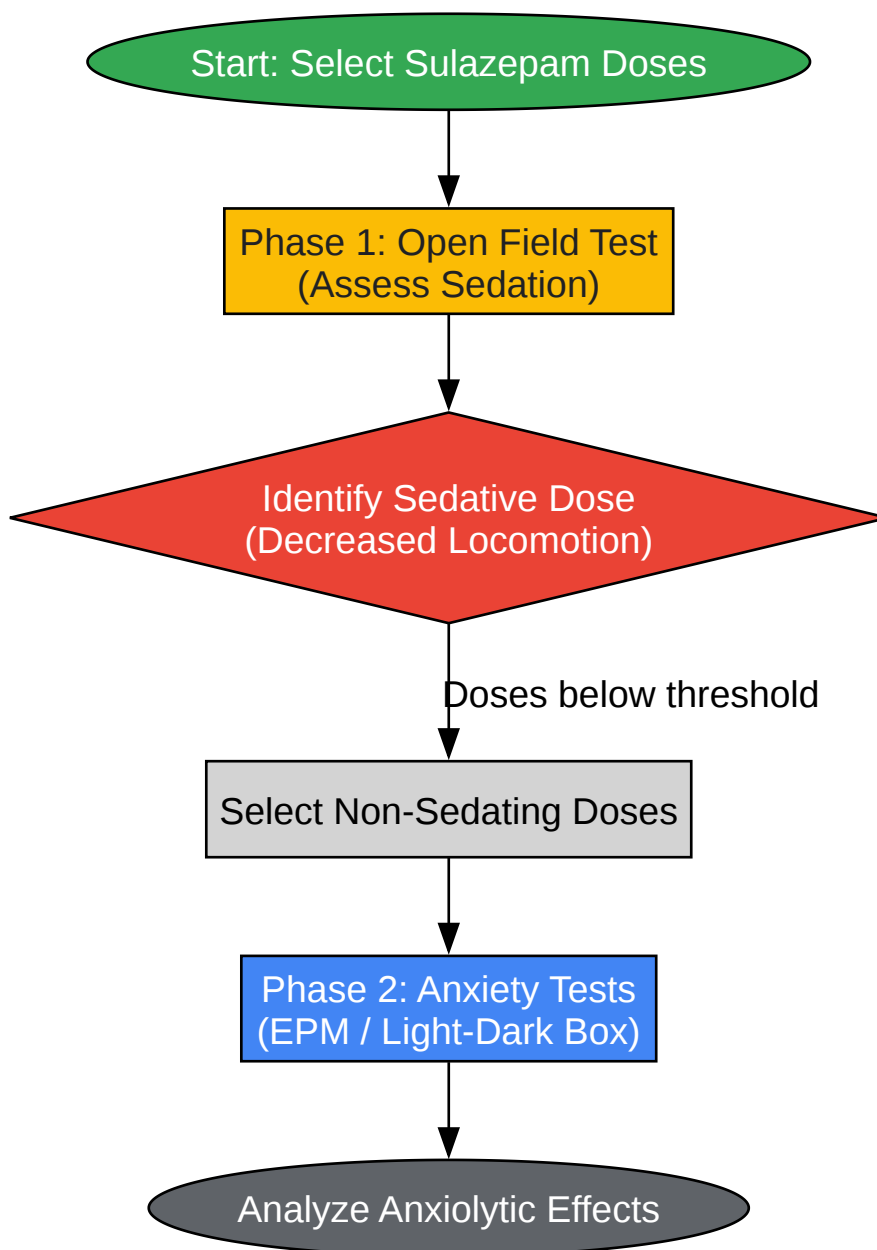 Start: Select Sulazepam Doses
Phase 1: Open Field Test
(Assess Sedation)
Identify Sedative Dose
(Decreased Locomotion)
Doses below threshold
Select Non-Sedating Doses
Phase 2: Anxiety Tests
(EPM / Light-Dark Box)
Analyze Anxiolytic Effects